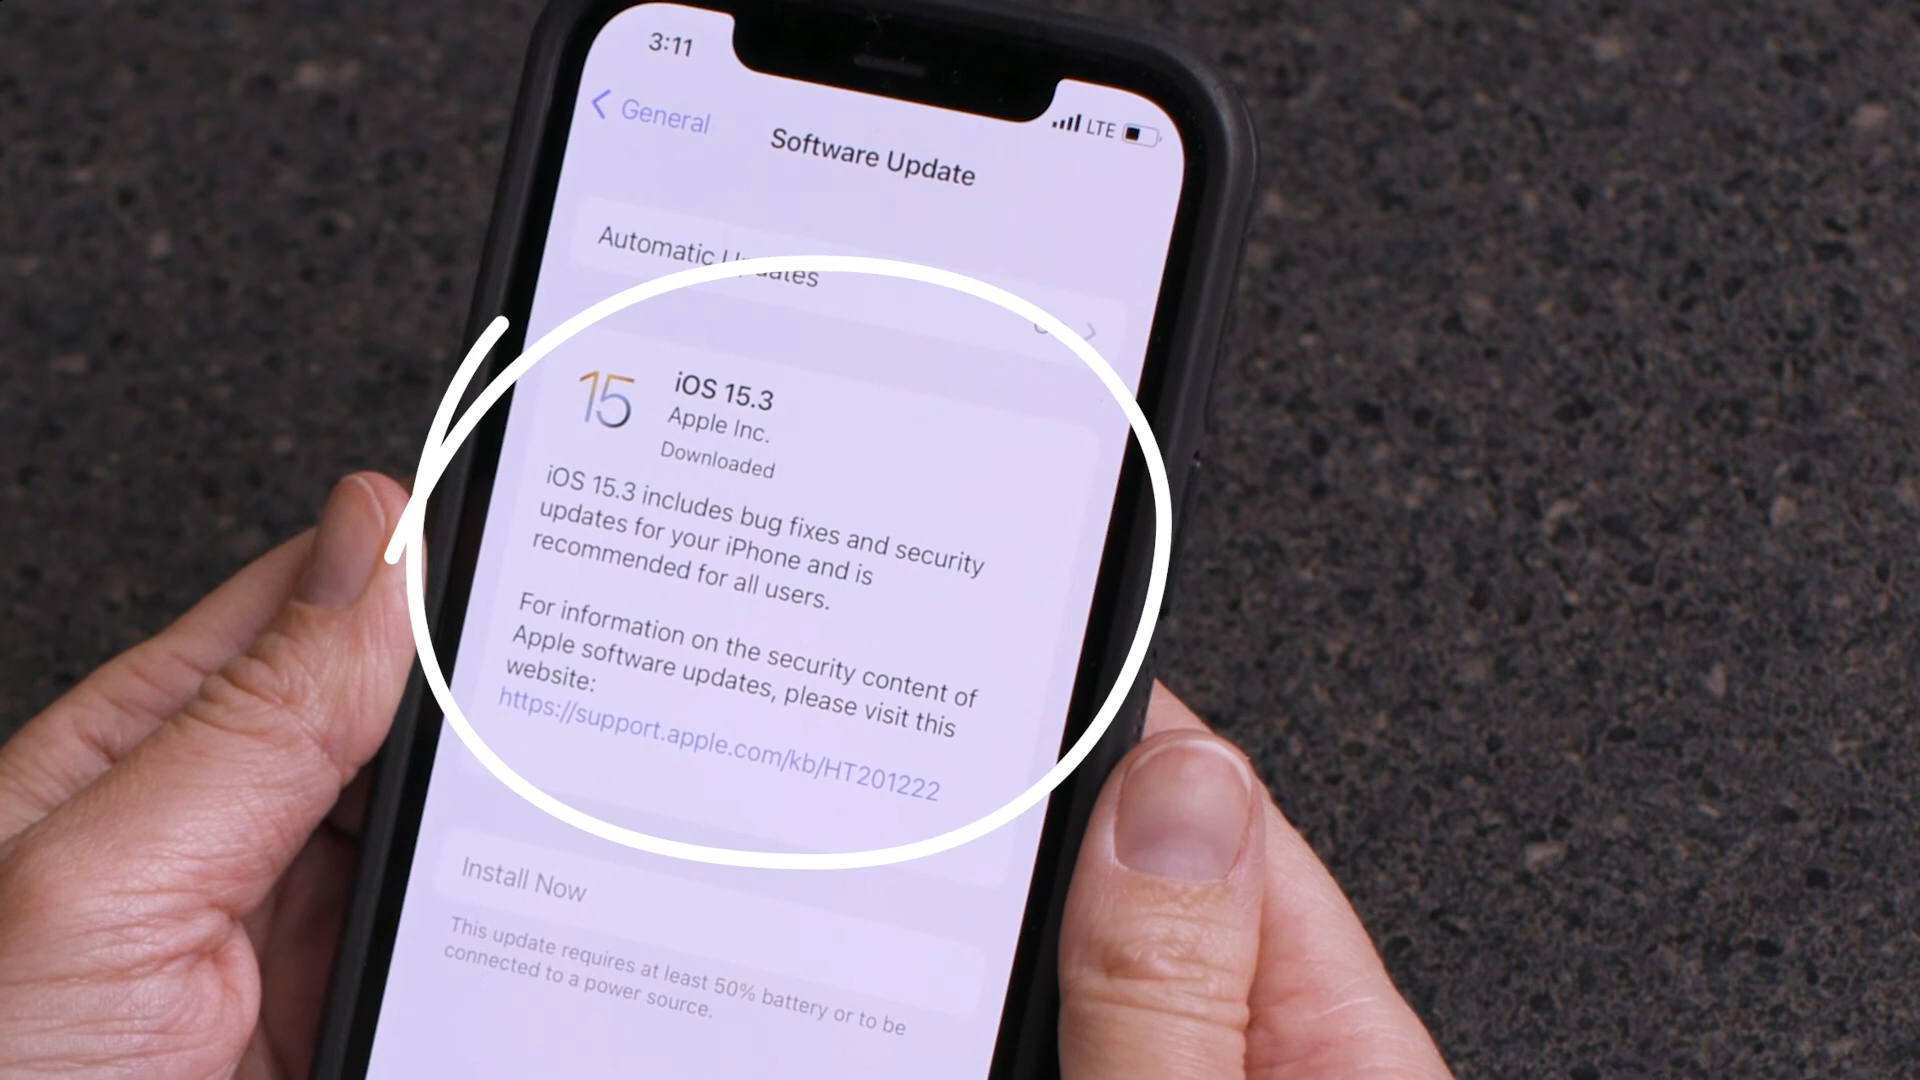 3:11
LTE
General
Software Update
Automatic Updates
15
iOS 15.3
Apple Inc.
Downloaded
iOS 15.3 includes bug fixes and security
updates for your iPhone and is
recommended for all users.
For information on the security content of
Apple software updates, please visit this
website:
https://support.apple.com/kb/HT201222
Install Now
This update requires at least 50% battery or to be
connected to a power source.